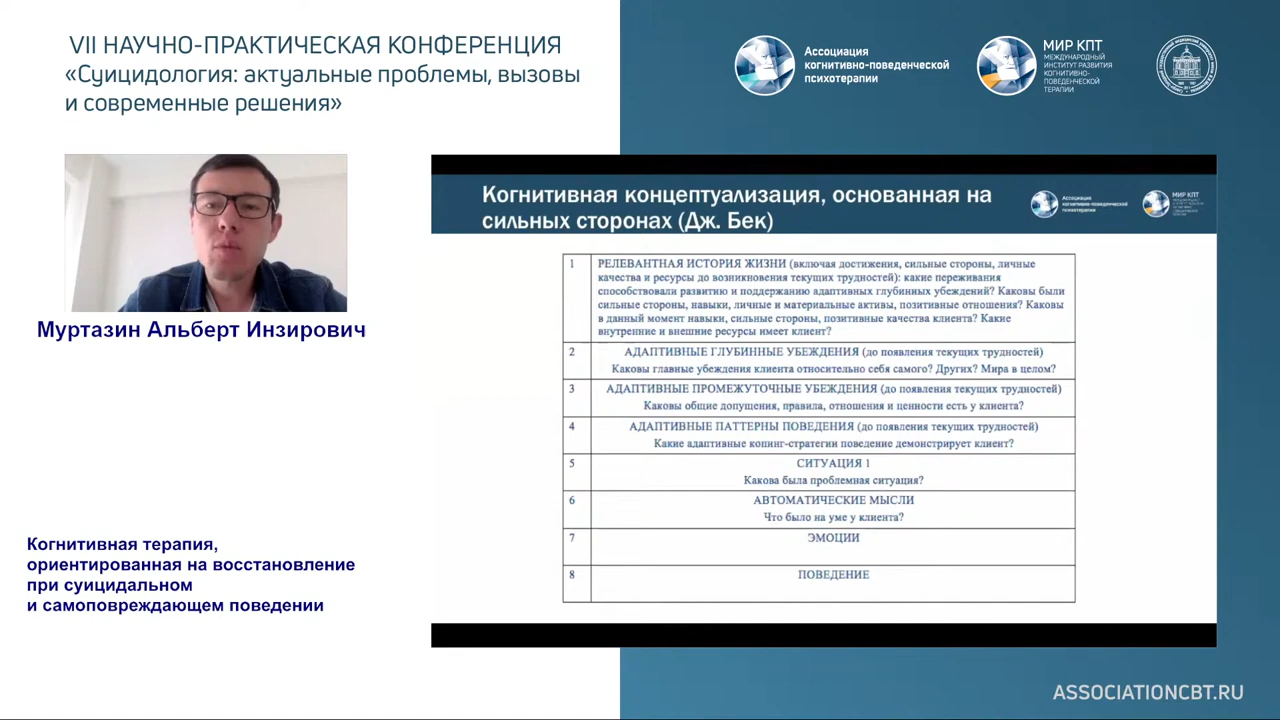 VII НАУЧНО-ПРАКТИЧЕСКАЯ КОНФЕРЕНЦИЯ
«Суицидология: актуальные проблемы, вызовы
и современные решения»
Ассоциация
когнитивно-поведенческой
психотерапии
МИР КПТ
МЕЖДУНАРОДНЫЙ
ИНСТИТУТ РАЗВИТИЯ
КОГНИТИВНО-
ПОВЕДЕНЧЕСКОЙ
ТЕРАПИИ
Муртазин Альберт Инзирович
Когнитивная терапия,
ориентированная на восстановление
при суицидальном
и самоповреждающем поведении
Когнитивная концептуализация, основанная на
сильных сторонах (Дж. Бек)
Ассоциация
когнитивно-поведенческой
психотерапии
МИР КПТ
1 РЕЛЕВАНТНАЯ ИСТОРИЯ ЖИЗНИ (включая достижения, сильные стороны, личные
качества и ресурсы до возникновения текущих трудностей): какие переживания
способствовали развитию и поддержанию адаптивных глубинных убеждений? Каковы были
сильные стороны, навыки, личные и материальные активы, позитивные отношения? Каковы
в данный момент навыки, сильные стороны, позитивные качества клиента? Какие
внутренние и внешние ресурсы имеет клиент?
2 АДАПТИВНЫЕ ГЛУБИННЫЕ УБЕЖДЕНИЯ (до появления текущих трудностей)
Каковы главные убеждения клиента относительно себя самого? Других? Мира в целом?
3 АДАПТИВНЫЕ ПРОМЕЖУТОЧНЫЕ УБЕЖДЕНИЯ (до появления текущих трудностей)
Каковы общие допущения, правила, отношения и ценности есть у клиента?
4 АДАПТИВНЫЕ ПАТТЕРНЫ ПОВЕДЕНИЯ (до появления текущих трудностей)
Какие адаптивные копинг-стратегии поведение демонстрирует клиент?
5 СИТУАЦИЯ 1
Какова была проблемная ситуация?
6 АВТОМАТИЧЕСКИЕ МЫСЛИ
Что было на уме у клиента?
7 ЭМОЦИИ
8 ПОВЕДЕНИЕ
ASSOCIATIONCBT.RU